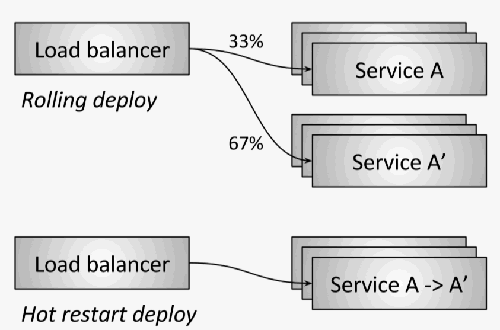 Load balancer
33%
Service A
Rolling deploy
67%
Service A’
Load balancer
Service A -> A’
Hot restart deploy